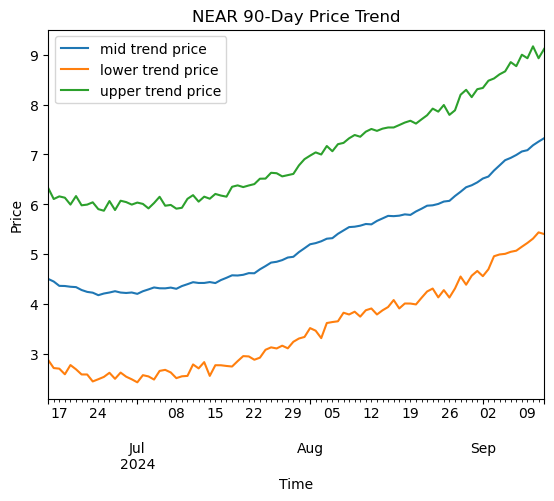 NEAR 90-Day Price Trend
mid trend price
lower trend price
upper trend price
9
8
7
6
5
4
3
Price
17 24 08 15 22 29 05 12 19 26 02 09
Jul Aug Sep
2024
Time